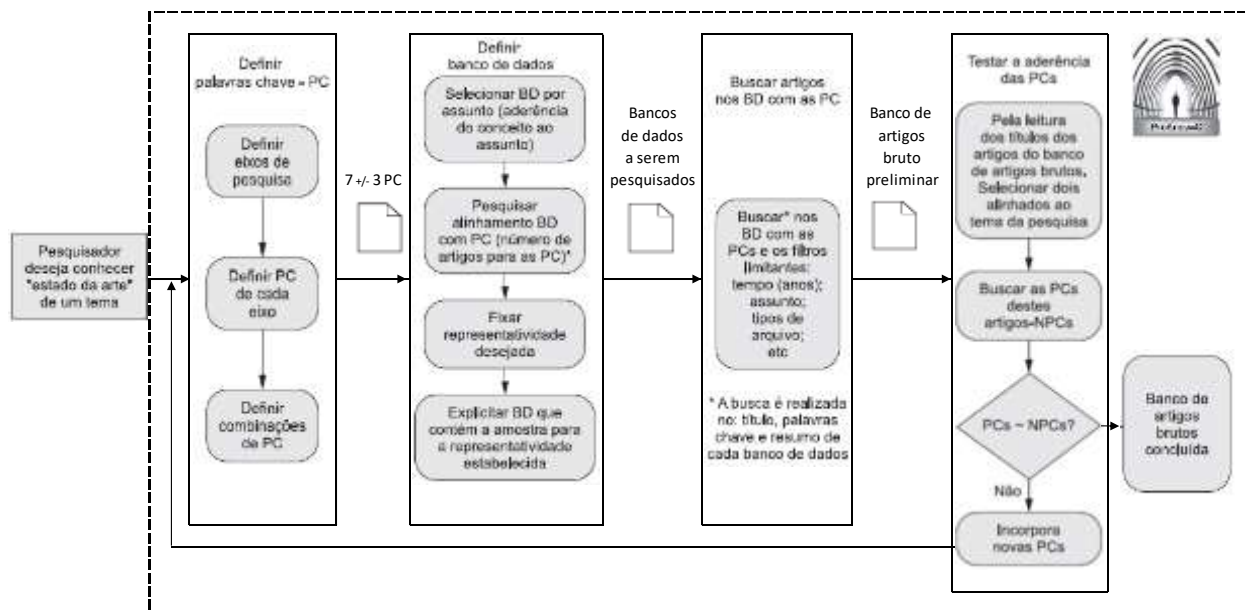 Pesquisador
deseja conhecer
"estado da arte"
de um tema
Definir
palavras chave = PC
Definir
eixos de
pesquisa
Definir PC
de cada
eixo
Definir
combinações
de PC
7 +/- 3 PC
Definir
banco de dados
Selecionar BD por
assunto (aderência
do conceito ao
assunto)
Pesquisar
alinhamento BD
com PC (número de
artigos para as PC)*
Fixar
representatividade
desejada
Explicitar BD que
contém a amostra para
a representatividade
estabelecida
Bancos
de dados
a serem
pesquisados
Buscar artigos
nos BD com as PC
Buscar* nos
BD com as
PCs e os filtros
limitantes:
tempo (anos);
assunto;
tipos de
arquivo;
etc
* A busca é realizada
no: título, palavras
chave e resumo de
cada banco de dados
Banco de
artigos
bruto
preliminar
Testar a aderência
das PCs
Pela leitura
dos títulos dos
artigos do banco
de artigos brutos.
Selecionar dois
alinhados ao
tema da pesquisa
Buscar as PCs
destes
artigos=NPCs
PCs ~ NPCs?
Não
Incorpora
novas PCs
Banco de
artigos
brutos
concluída